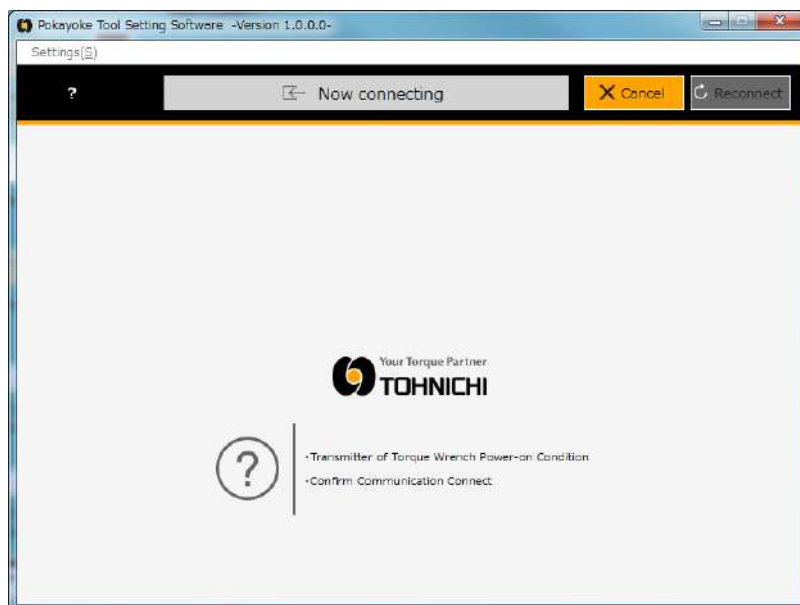 Pokayoke Tool Setting Software -Version 1.0.0.0-
Settings(S)
? Now connecting Cancel Reconnect
Your Torque Partner
TOHNICHI
?
·Transmitter of Torque Wrench Power-on Condition
·Confirm Communication Connect